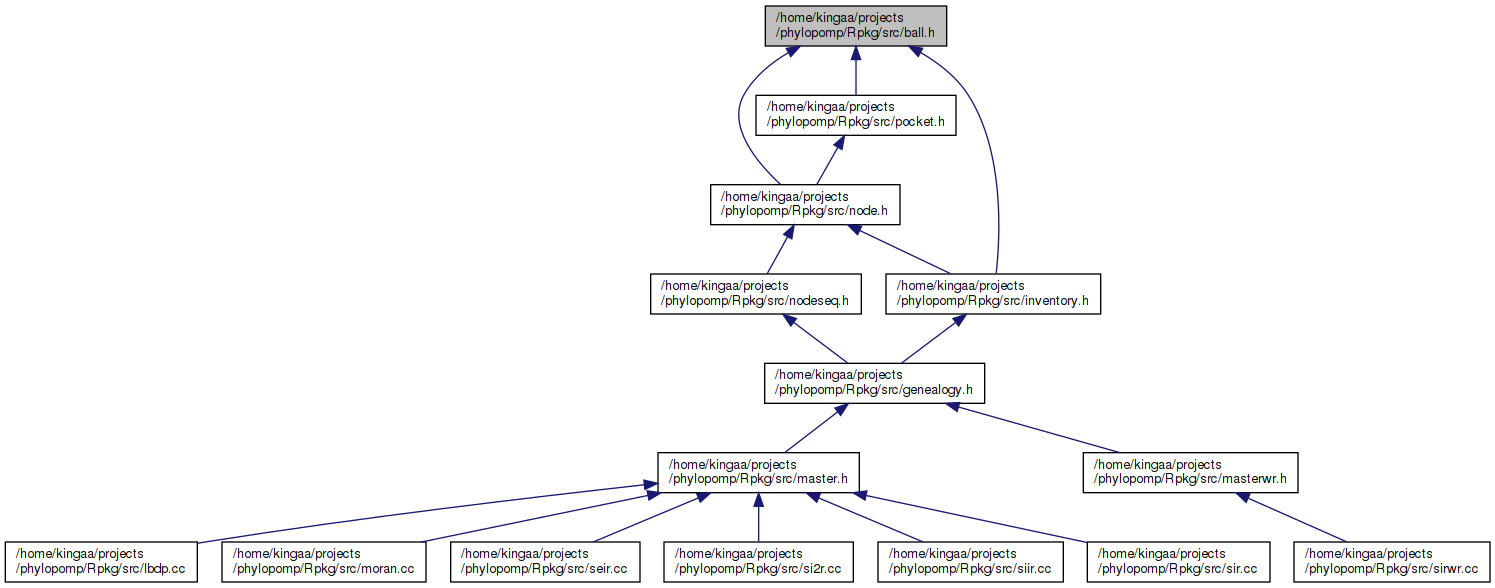 /home/kingaa/projects
/phylopomp/Rpkg/src/ball.h
/home/kingaa/projects
/phylopomp/Rpkg/src/pocket.h
/home/kingaa/projects
/phylopomp/Rpkg/src/node.h
/home/kingaa/projects
/phylopomp/Rpkg/src/nodeseq.h
/home/kingaa/projects
/phylopomp/Rpkg/src/inventory.h
/home/kingaa/projects
/phylopomp/Rpkg/src/genealogy.h
/home/kingaa/projects
/phylopomp/Rpkg/src/master.h
/home/kingaa/projects
/phylopomp/Rpkg/src/masterwr.h
/home/kingaa/projects
/phylopomp/Rpkg/src/lbdp.cc
/home/kingaa/projects
/phylopomp/Rpkg/src/moran.cc
/home/kingaa/projects
/phylopomp/Rpkg/src/seir.cc
/home/kingaa/projects
/phylopomp/Rpkg/src/si2r.cc
/home/kingaa/projects
/phylopomp/Rpkg/src/siir.cc
/home/kingaa/projects
/phylopomp/Rpkg/src/sir.cc
/home/kingaa/projects
/phylopomp/Rpkg/src/sirwr.cc